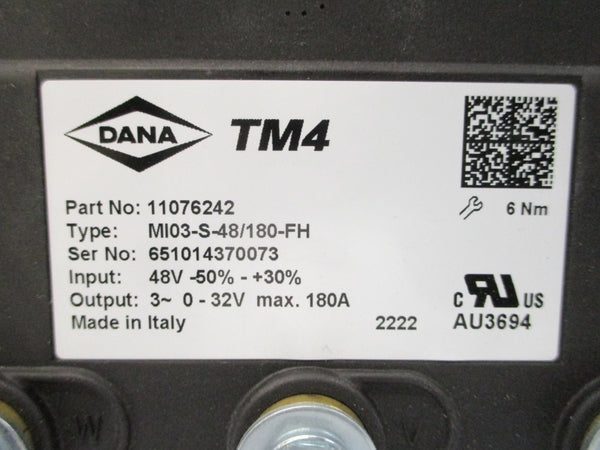 DANA TM4
Part No: 11076242
6 Nm
Type: MI03-S-48/180-FH
Ser No: 651014370073
Input: 48V -50% - +30%
Output: 3~ 0 - 32V max. 180A
C RU US
Made in Italy 2222 AU3694
W V